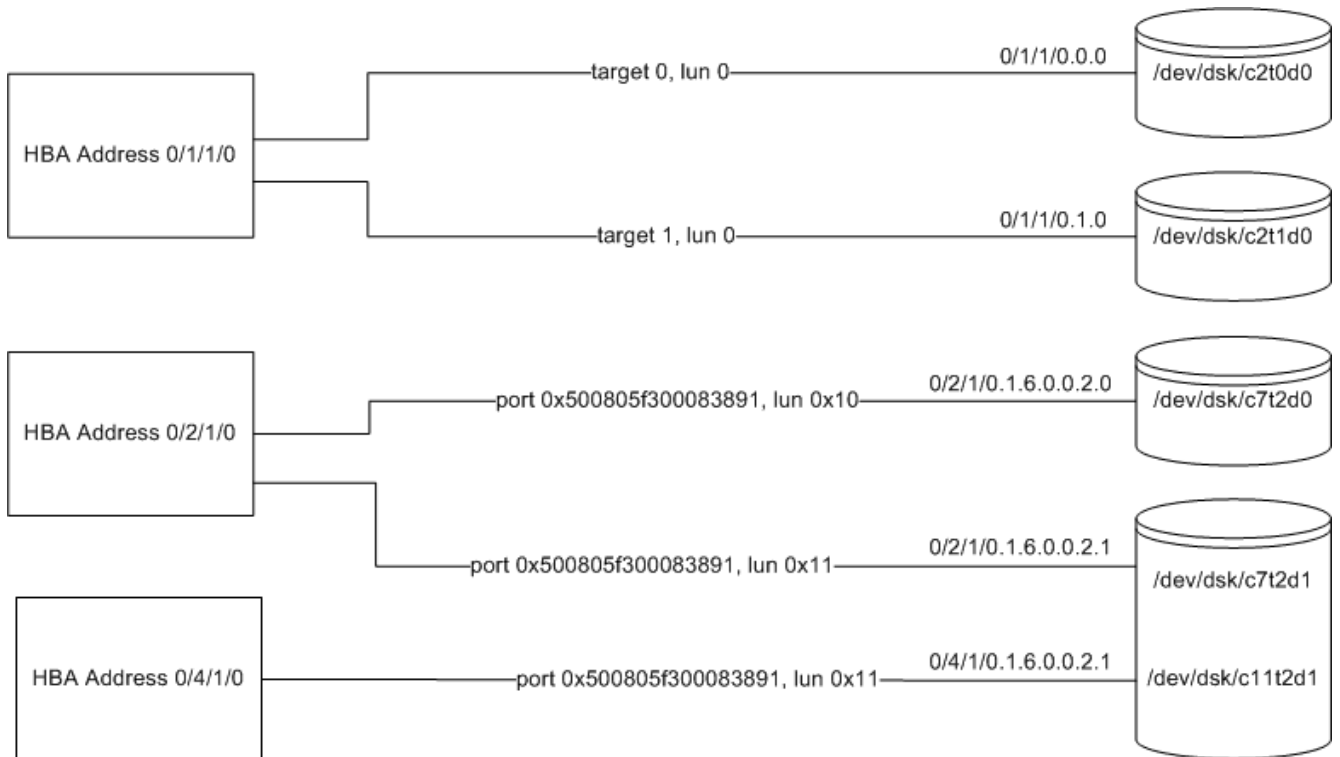 0/1/1/0.0.0
target 0, lun 0
/dev/dsk/c2t0d0
HBA Address 0/1/1/0
0/1/1/0.1.0
target 1, lun 0
/dev/dsk/c2t1d0
0/2/1/0.1.6.0.0.2.0
port 0x500805f300083891, lun 0x10
/dev/dsk/c7t2d0
HBA Address 0/2/1/0
0/2/1/0.1.6.0.0.2.1
port 0x500805f300083891, lun 0x11
/dev/dsk/c7t2d1
0/4/1/0.1.6.0.0.2.1
HBA Address 0/4/1/0
port 0x500805f300083891, lun 0x11
/dev/dsk/c11t2d1